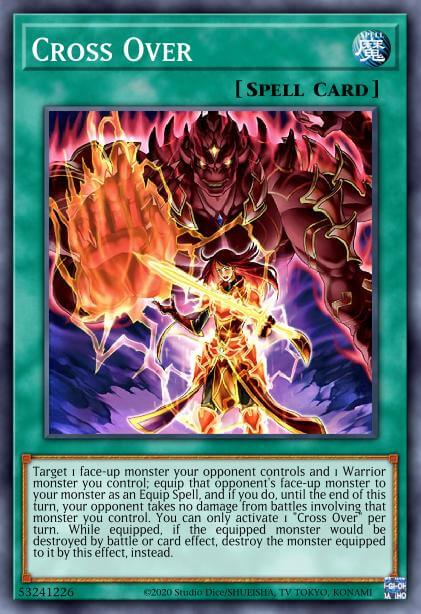 CROSS OVER
SPELL
魔
[SPELL CARD]
Target 1 face-up monster your opponent controls and 1 Warrior
monster you control; equip that opponent's face-up monster to
your monster as an Equip Spell, and if you do, until the end of this
turn, your opponent takes no damage from battles involving that
monster you control. You can only activate 1 "Cross Over" per
turn. While equipped, if the equipped monster would be
destroyed by battle or card effect, destroy the monster equipped
to it by this effect, instead.
53241226
©2020 Studio Dice/SHUEISHA, TV TOKYO, KONAMI